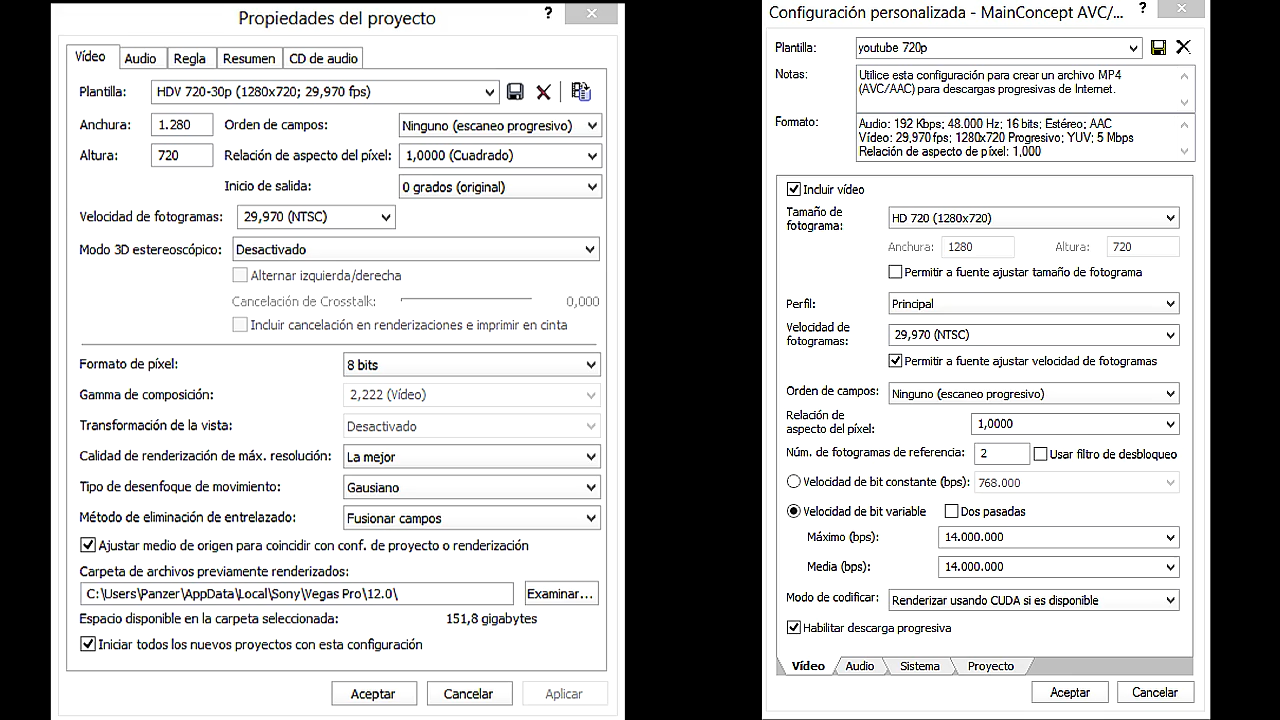 Propiedades del proyecto
?
Vídeo
Audio
Regla
Resumen
CD de audio
Plantilla:
HDV 720-30p (1280x720; 29,970 fps)
Anchura:
1.280
Orden de campos:
Ninguno (escaneo progresivo)
Altura:
720
Relación de aspecto del píxel:
1,0000 (Cuadrado)
Inicio de salida:
0 grados (original)
Velocidad de fotogramas:
29,970 (NTSC)
Modo 3D estereoscópico:
Desactivado
Alternar izquierda/derecha
Cancelación de Crosstalk:
0,000
Incluir cancelación en renderizaciones e imprimir en cinta
Formato de píxel:
8 bits
Gamma de composición:
2,222 (Vídeo)
Transformación de la vista:
Desactivado
Calidad de renderización de máx. resolución:
La mejor
Tipo de desenfoque de movimiento:
Gausiano
Método de eliminación de entrelazado:
Fusionar campos
Ajustar medio de origen para coincidir con conf. de proyecto o renderización
Carpeta de archivos previamente renderizados:
C:\Users\Panzer\AppData\Local\Sony\Vegas Pro\12.0\
Examinar...
Espacio disponible en la carpeta seleccionada:
151,8 gigabytes
Iniciar todos los nuevos proyectos con esta configuración
Aceptar
Cancelar
Aplicar
Configuración personalizada - MainConcept AVC/...
?
Plantilla:
youtube 720p
Notas:
Utilice esta configuración para crear un archivo MP4
(AVC/AAC) para descargas progresivas de Internet.
Formato:
Audio: 192 Kbps; 48.000 Hz; 16 bits; Estéreo; AAC
Vídeo: 29,970 fps; 1280x720 Progresivo; YUV; 5 Mbps
Relación de aspecto de píxel: 1,000
Incluir vídeo
Tamaño de
fotograma:
HD 720 (1280x720)
Anchura:
1280
Altura:
720
Permitir a fuente ajustar tamaño de fotograma
Perfil:
Principal
Velocidad de
fotogramas:
29,970 (NTSC)
Permitir a fuente ajustar velocidad de fotogramas
Orden de campos:
Ninguno (escaneo progresivo)
Relación de
aspecto del píxel:
1,0000
Núm. de fotogramas de referencia:
2
Usar filtro de desbloqueo
Velocidad de bit constante (bps):
768.000
Velocidad de bit variable
Dos pasadas
Máximo (bps):
14.000.000
Media (bps):
14.000.000
Modo de codificar:
Renderizar usando CUDA si es disponible
Habilitar descarga progresiva
Vídeo
Audio
Sistema
Proyecto
Aceptar
Cancelar